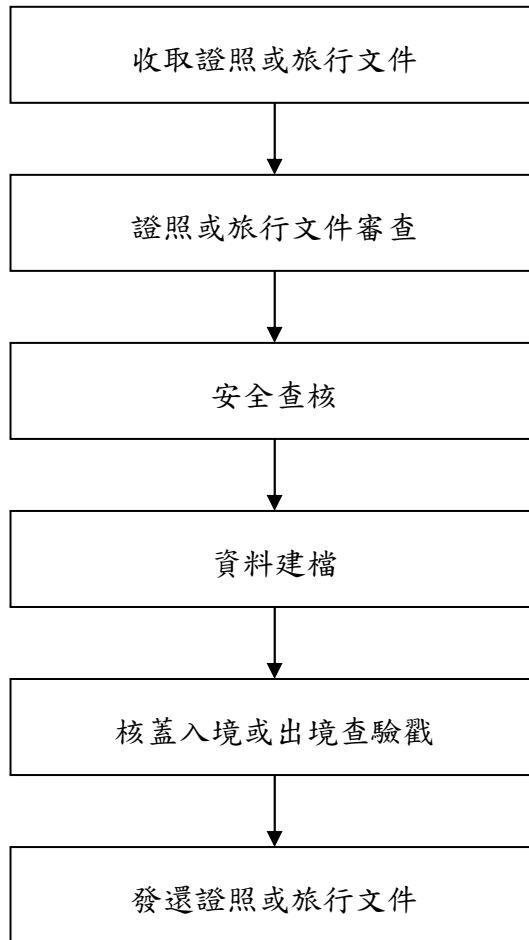 收取證照或旅行文件
證照或旅行文件審查
安全查核
資料建檔
核蓋入境或出境查驗戳
發還證照或旅行文件